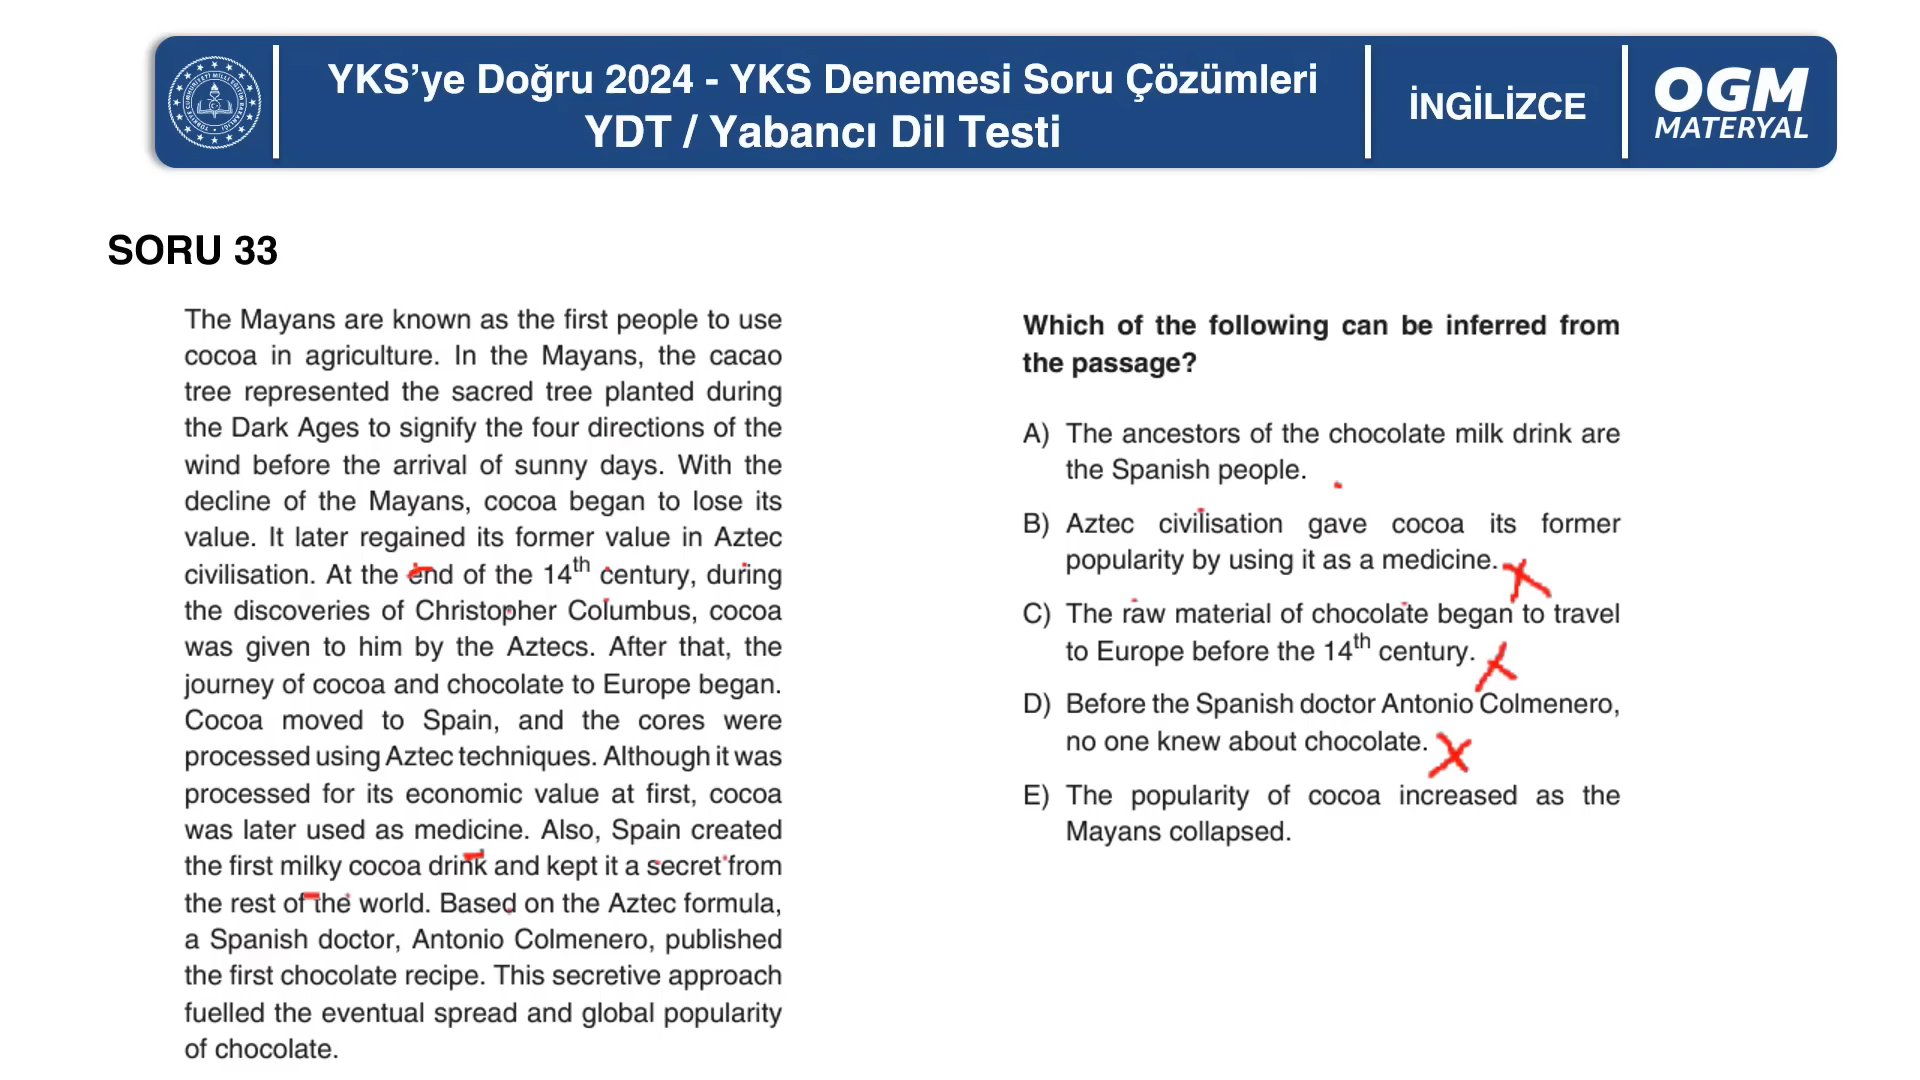 YKS'ye Doğru 2024 - YKS Denemesi Soru Çözümleri
YDT / Yabancı Dil Testi
İNGİLİZCE
OGM
MATERYAL
SORU 33
The Mayans are known as the first people to use
cocoa in agriculture. In the Mayans, the cacao
tree represented the sacred tree planted during
the Dark Ages to signify the four directions of the
wind before the arrival of sunny days. With the
decline of the Mayans, cocoa began to lose its
value. It later regained its former value in Aztec
civilisation. At the end of the 14th century, during
the discoveries of Christopher Columbus, cocoa
was given to him by the Aztecs. After that, the
journey of cocoa and chocolate to Europe began.
Cocoa moved to Spain, and the cores were
processed using Aztec techniques. Although it was
processed for its economic value at first, cocoa
was later used as medicine. Also, Spain created
the first milky cocoa drink and kept it a secret from
the rest of the world. Based on the Aztec formula,
a Spanish doctor, Antonio Colmenero, published
the first chocolate recipe. This secretive approach
fuelled the eventual spread and global popularity
of chocolate.
Which of the following can be inferred from
the passage?
A) The ancestors of the chocolate milk drink are
the Spanish people.
B) Aztec civilisation gave cocoa its former
popularity by using it as a medicine.
C) The raw material of chocolate began to travel
to Europe before the 14th century.
D) Before the Spanish doctor Antonio Colmenero,
no one knew about chocolate.
E) The popularity of cocoa increased as the
Mayans collapsed.